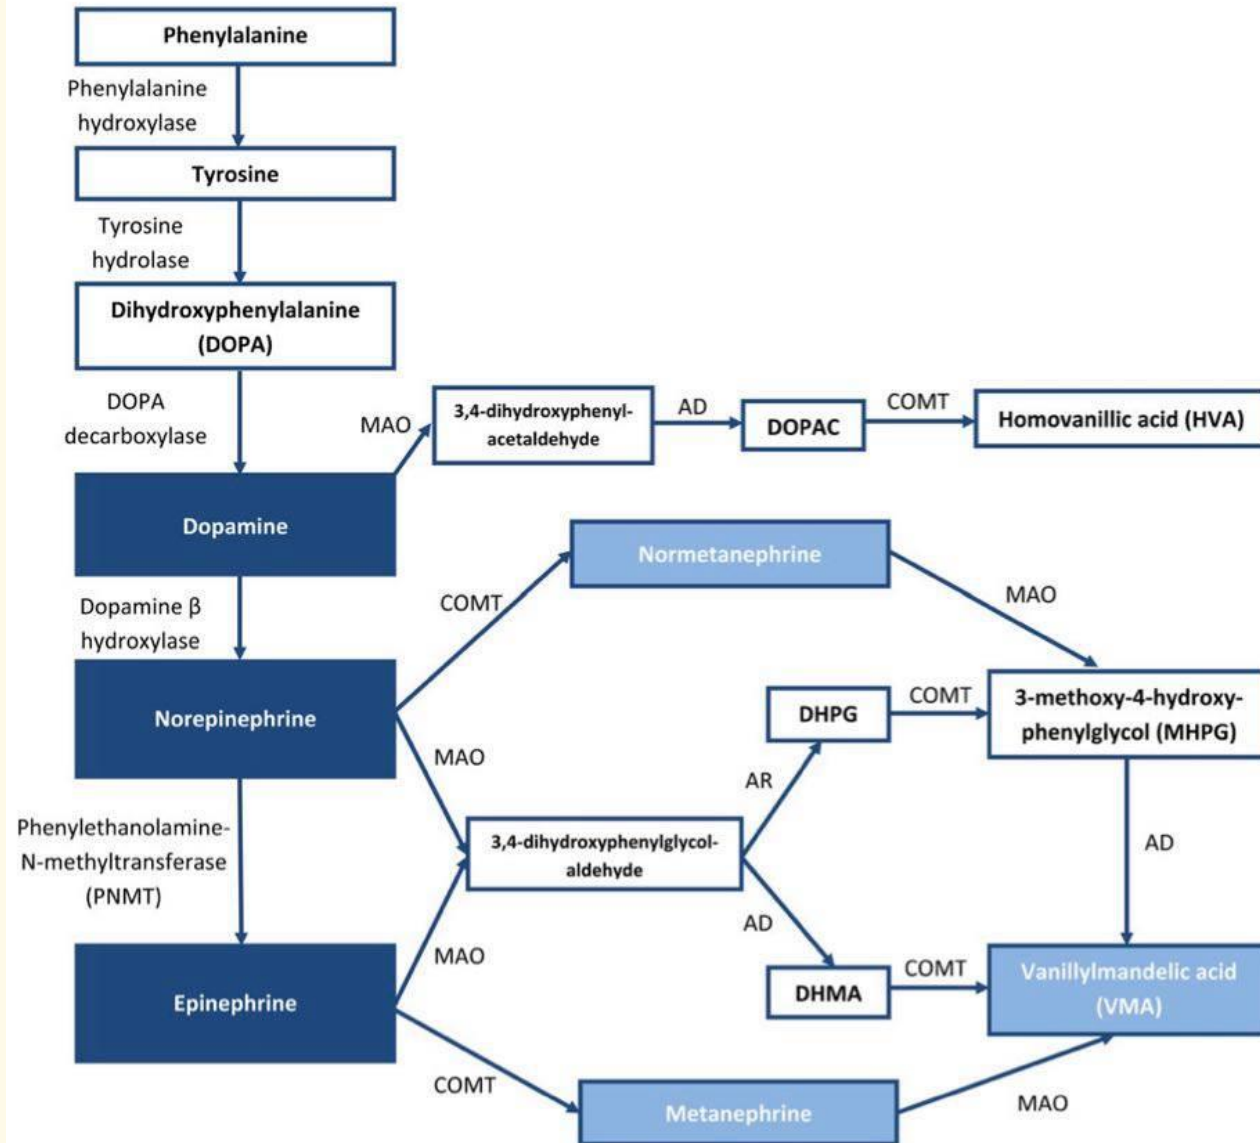 Phenylalanine
Phenylalanine
hydroxylase
Tyrosine
Tyrosine
hydrolase
Dihydroxyphenylalanine
(DOPA)
DOPA
decarboxylase
MAO
3,4-dihydroxyphenyl-
acetaldehyde
AD
DOPAC
COMT
Homovanillic acid (HVA)
Dopamine
Normetanephrine
Dopamine β
hydroxylase
COMT
MAO
Norepinephrine
MAO
DHPG
COMT
3-methoxy-4-hydroxy-
phenylglycol (MHPG)
AR
Phenylethanolamine-
N-methyltransferase
(PNMT)
3,4-dihydroxyphenylglycol-
aldehyde
AD
MAO
AD
Epinephrine
DHMA
COMT
Vanillylmandelic acid
(VMA)
COMT
Metanephrine
MAO